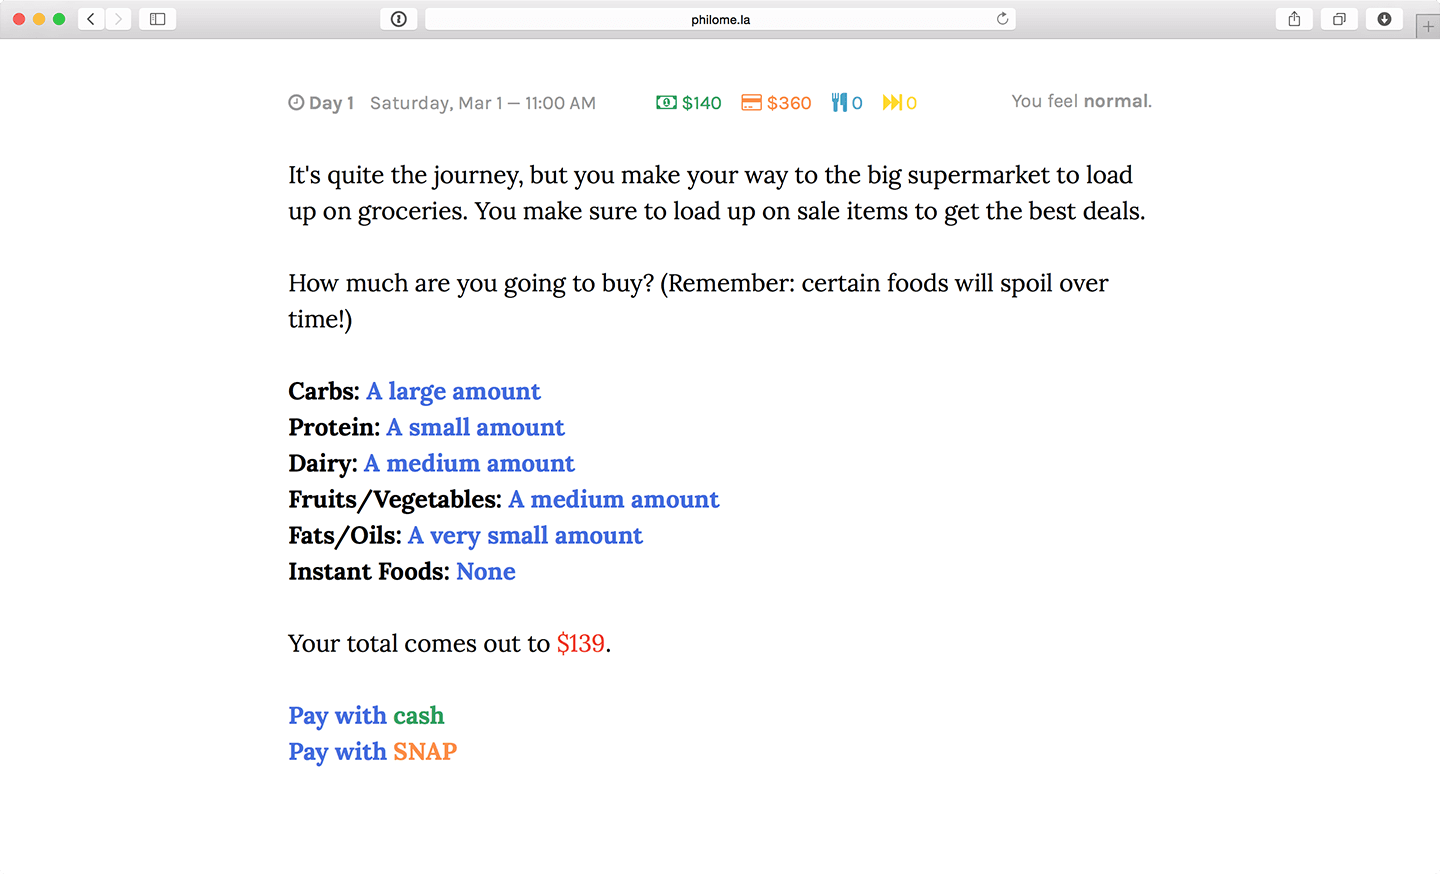 philome.la
Day 1 Saturday, Mar 1 — 11:00 AM $140 $360 0 0 You feel normal.
It's quite the journey, but you make your way to the big supermarket to load
up on groceries. You make sure to load up on sale items to get the best deals.
How much are you going to buy? (Remember: certain foods will spoil over
time!)
Carbs: A large amount
Protein: A small amount
Dairy: A medium amount
Fruits/Vegetables: A medium amount
Fats/Oils: A very small amount
Instant Foods: None
Your total comes out to $139.
Pay with cash
Pay with SNAP